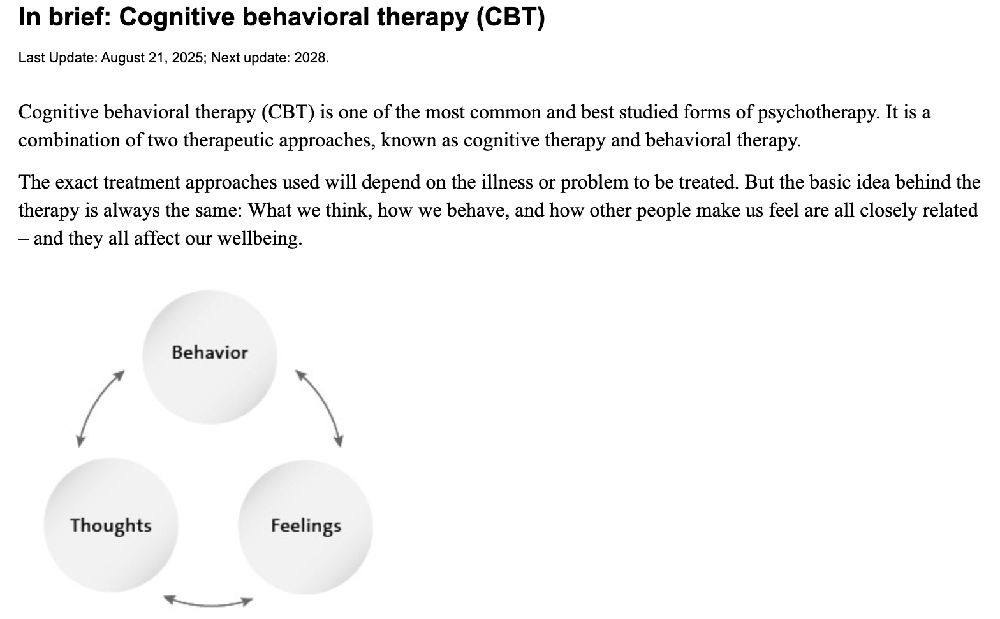 In brief: Cognitive behavioral therapy (CBT)
Last Update: August 21, 2025; Next update: 2028.
Cognitive behavioral therapy (CBT) is one of the most common and best studied forms of psychotherapy. It is a
combination of two therapeutic approaches, known as cognitive therapy and behavioral therapy.
The exact treatment approaches used will depend on the illness or problem to be treated. But the basic idea behind the
therapy is always the same: What we think, how we behave, and how other people make us feel are all closely related
– and they all affect our wellbeing.
Behavior
Thoughts
Feelings